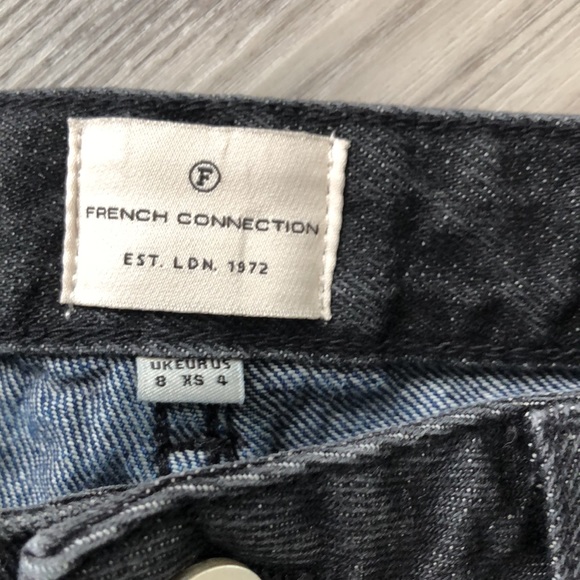 F
FRENCH CONNECTION
EST. LDN. 1972
UK EUR US
8 XS 4